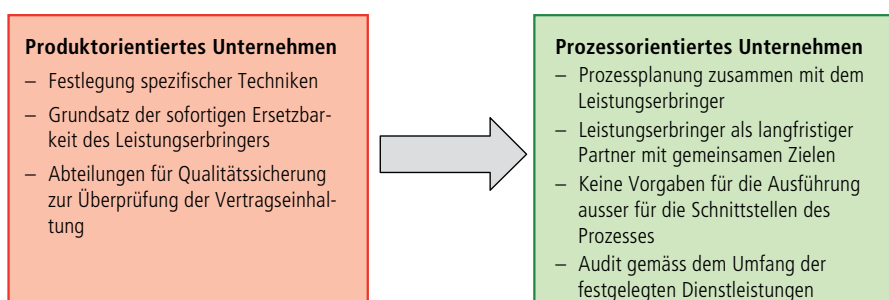 Produktorientiertes Unternehmen
– Festlegung spezifischer Techniken
– Grundsatz der sofortigen Ersetzbar-
keit des Leistungserbringers
– Abteilungen für Qualitätssicherung
zur Überprüfung der Vertragseinhal-
tung
Prozessorientiertes Unternehmen
– Prozessplanung zusammen mit dem
Leistungserbringer
– Leistungserbringer als langfristiger
Partner mit gemeinsamen Zielen
– Keine Vorgaben für die Ausführung
ausser für die Schnittstellen des
Prozesses
– Audit gemäss dem Umfang der
festgelegten Dienstleistungen